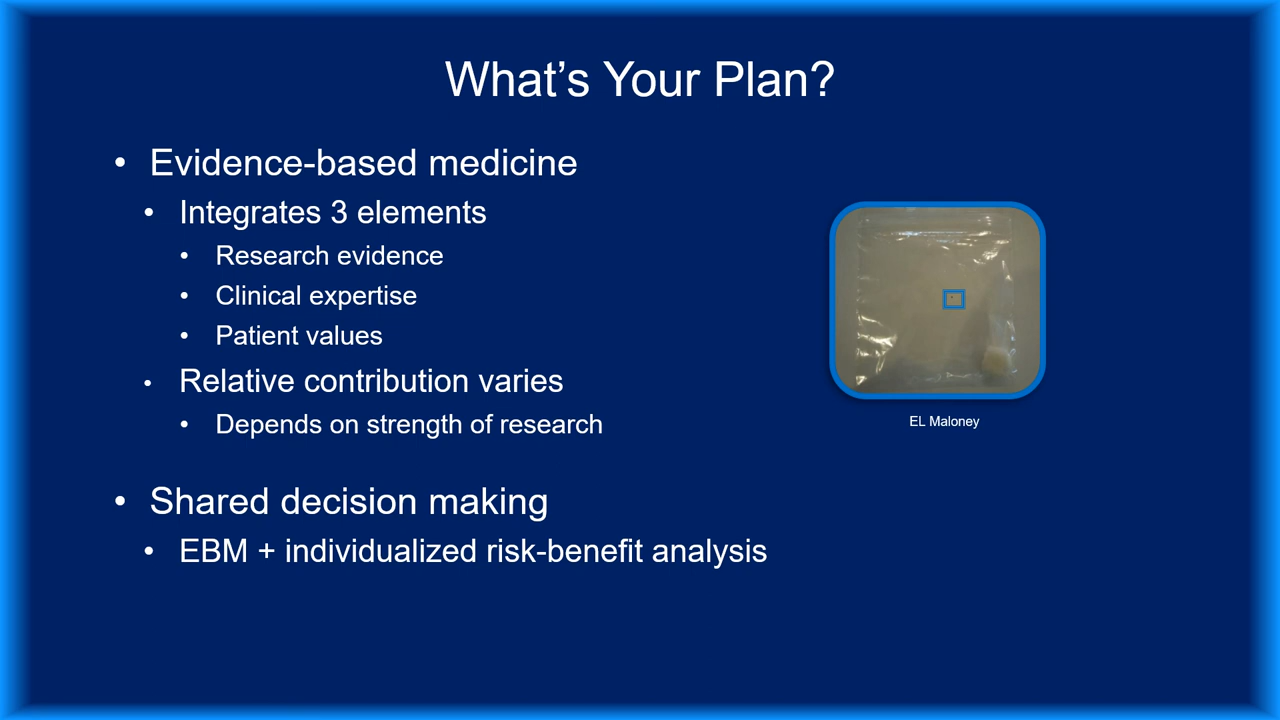 What’s Your Plan?
• Evidence-based medicine
• Integrates 3 elements
• Research evidence
• Clinical expertise
• Patient values
• Relative contribution varies
• Depends on strength of research
EL Maloney
• Shared decision making
• EBM + individualized risk-benefit analysis